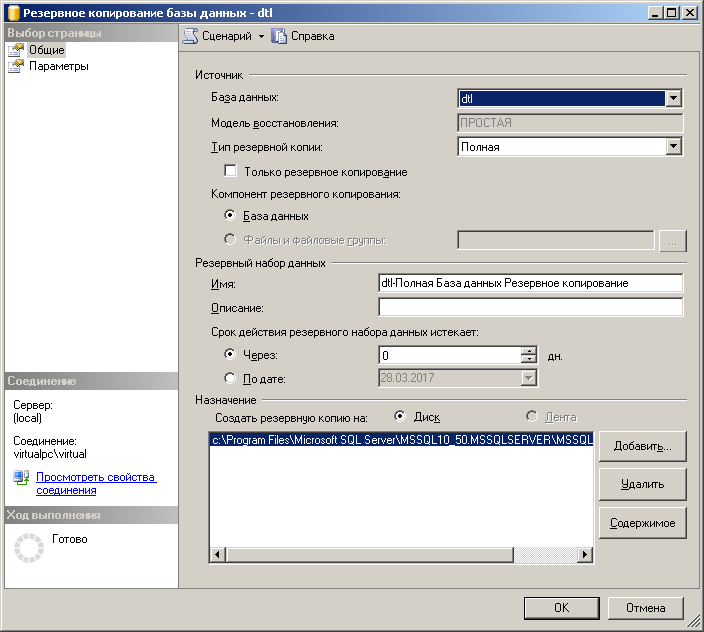 Резервное копирование базы данных - dtl
Выбор страницы
Общие
Параметры
Сценарий
Справка
Источник
База данных:
dtl
Модель восстановления:
ПРОСТАЯ
Тип резервной копии:
Полная
Только резервное копирование
Компонент резервного копирования:
База данных
Файлы и файловые группы:
...
Резервный набор данных
Имя:
dtl-Полная База данных Резервное копирование
Описание:
Срок действия резервного набора данных истекает:
Через:
0
дн.
По дате:
28.03.2017
Назначение
Создать резервную копию на:
Диск
Лента
c:\Program Files\Microsoft SQL Server\MSSQL10_50.MSSQLSERVER\MSSQL
Добавить...
Удалить
Содержимое
Соединение
Сервер:
(local)
Соединение:
virtualpc\virtual
Просмотреть свойства
соединения
Ход выполнения
Готово
OK
Отмена